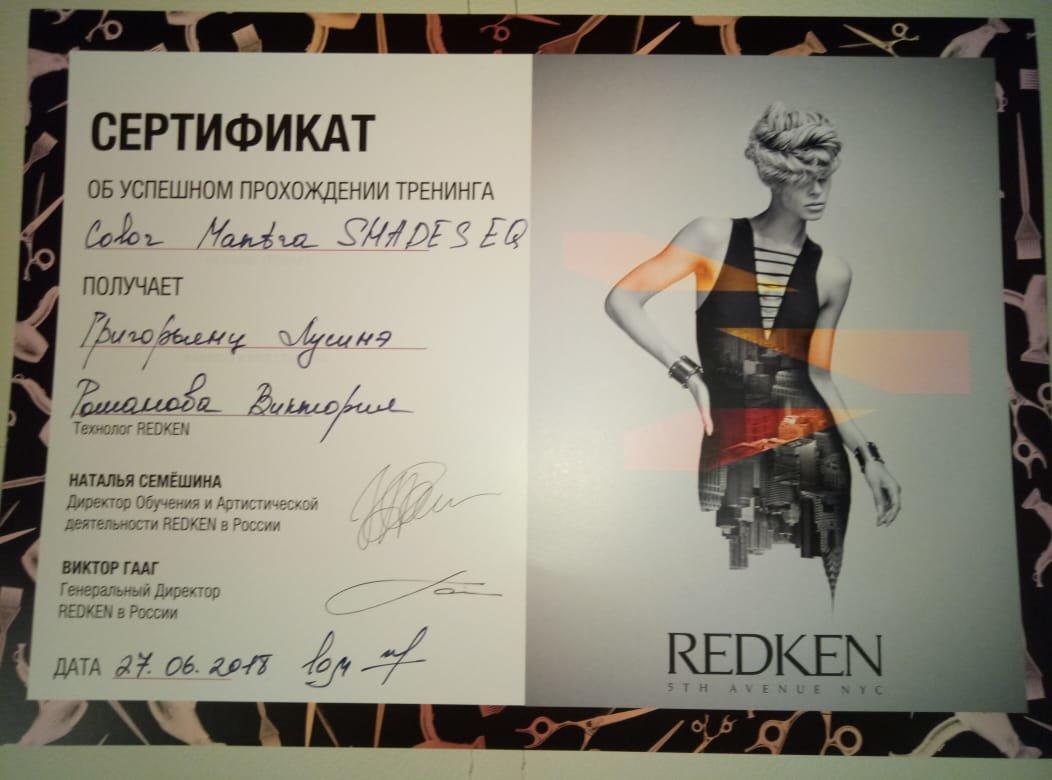 СЕРТИФИКАТ
ОБ УСПЕШНОМ ПРОХОЖДЕНИИ ТРЕНИНГА
Color Mantra SHADES EQ
ПОЛУЧАЕТ
Григорьянц Лусинэ
Романова Виктория
Технолог REDKEN
НАТАЛЬЯ СЕМЁШИНА
Директор Обучения и Артистической
деятельности REDKEN в России
ВИКТОР ГААГ
Генеральный Директор
REDKEN в России
ДАТА 27.06.2018
REDKEN
5TH AVENUE NYC